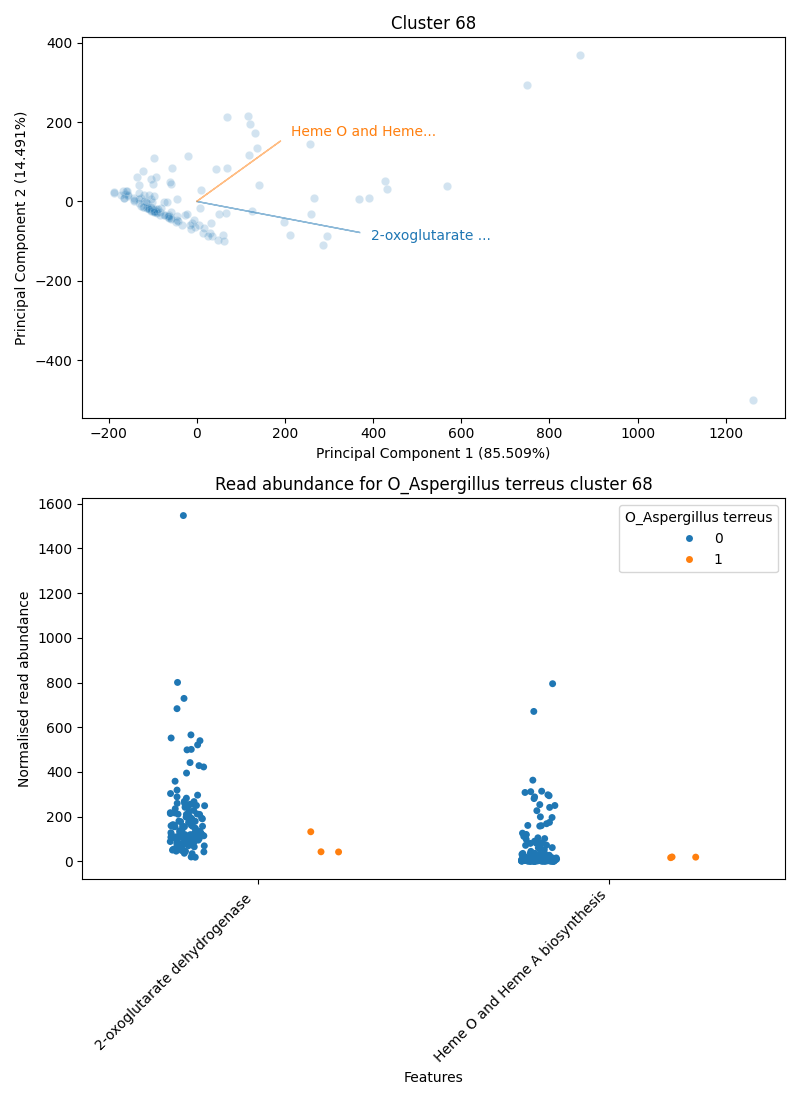 Cluster 68
Principal Component 2 (14.491%)
400
200
0
−200
−400
Heme O and Heme...
2-oxoglutarate ...
−200 0 200 400 600 800 1000 1200
Principal Component 1 (85.509%)
Read abundance for O_Aspergillus terreus cluster 68
Normalised read abundance
1600
1400
1200
1000
800
600
400
200
0
O_Aspergillus terreus
0
1
2-oxoglutarate dehydrogenase
Heme O and Heme A biosynthesis
Features